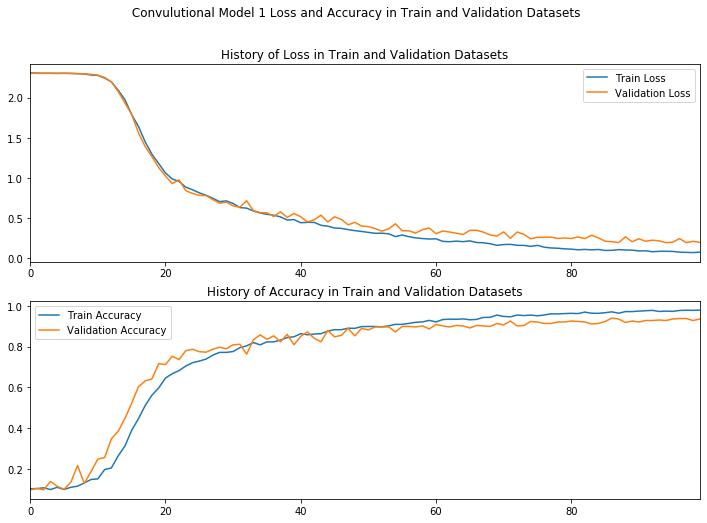 Convulutional Model 1 Loss and Accuracy in Train and Validation Datasets
History of Loss in Train and Validation Datasets
Train Loss
Validation Loss
2.0
1.5
1.0
0.5
0.0
0 20 40 60 80
History of Accuracy in Train and Validation Datasets
Train Accuracy
Validation Accuracy
1.0
0.8
0.6
0.4
0.2
0 20 40 60 80